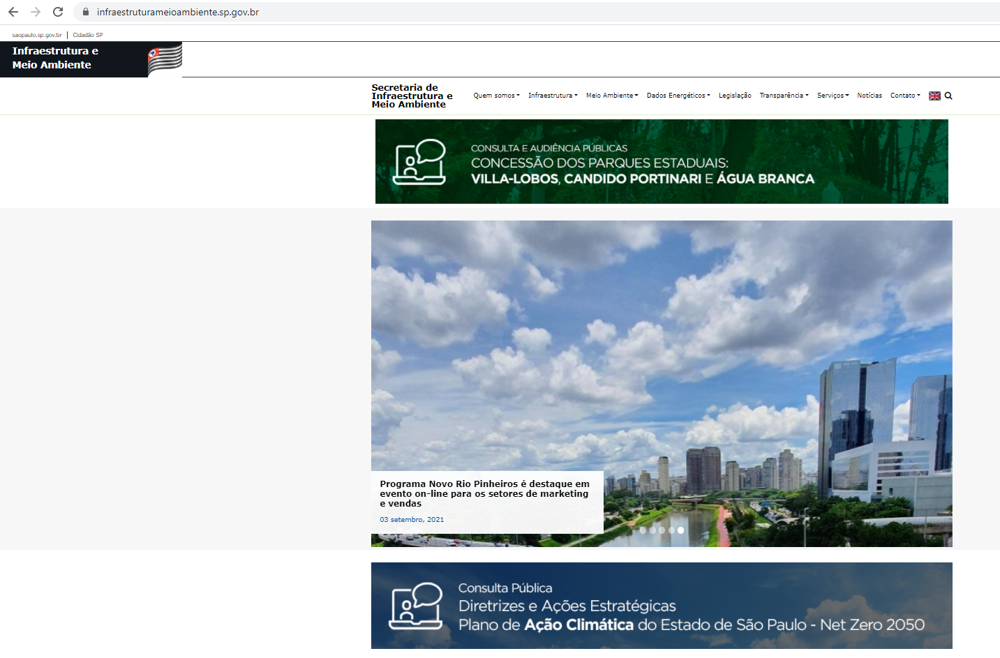 infraestruturameioambiente.sp.gov.br
saopaulo.sp.gov.br | Cidadão SP
Infraestrutura e
Meio Ambiente
Secretaria de
Infraestrutura e
Meio Ambiente
Quem somos Infraestrutura Meio Ambiente Dados Energéticos Legislação Transparência Serviços Notícias Contato
CONSULTA E AUDIÊNCIA PÚBLICAS
CONCESSÃO DOS PARQUES ESTADUAIS:
VILLA-LOBOS, CANDIDO PORTINARI E ÁGUA BRANCA
Programa Novo Rio Pinheiros é destaque em
evento on-line para os setores de marketing
e vendas
03 setembro, 2021
Consulta Pública
Diretrizes e Ações Estratégicas
Plano de Ação Climática do Estado de São Paulo - Net Zero 2050